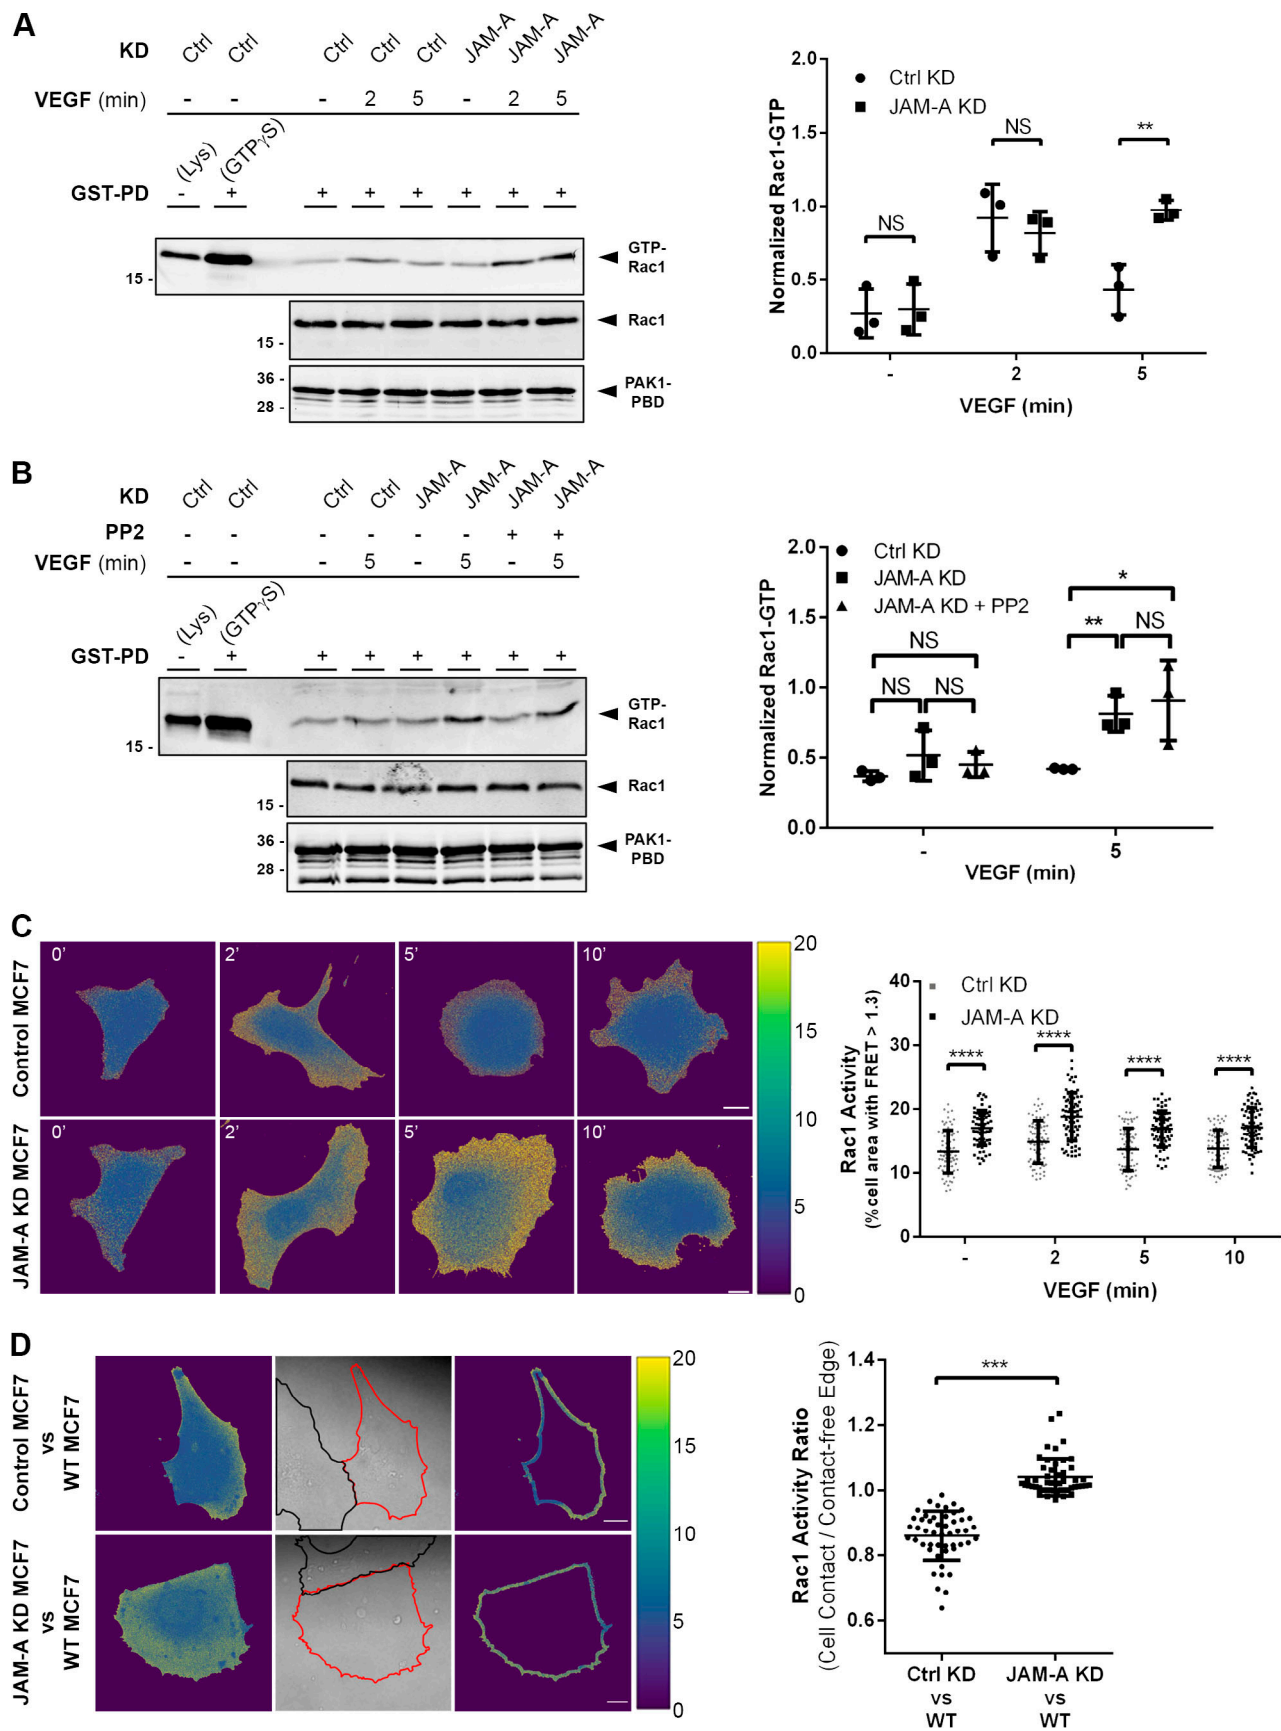 A
KD
Ctrl Ctrl Ctrl Ctrl Ctrl JAM-A JAM-A JAM-A
VEGF (min) - - - 2 5 - 2 5
(Lys) (GTPγS)
GST-PD - + + + + + + +
GTP-
Rac1
15 -
Rac1
15 -
36 -
PAK1-
PBD
28 -
2.0
1.5
1.0
0.5
0.0
Normalized Rac1-GTP
Ctrl KD
JAM-A KD
NS
NS
**
- 2 5
VEGF (min)
B
KD
Ctrl Ctrl Ctrl Ctrl JAM-A JAM-A JAM-A JAM-A
PP2 - - - - - - + +
VEGF (min) - - - 5 - 5 - 5
(Lys) (GTPγS)
GST-PD - + + + + + + +
GTP-
Rac1
15 -
Rac1
15 -
36 -
PAK1-
PBD
28 -
2.0
1.5
1.0
0.5
0.0
Normalized Rac1-GTP
Ctrl KD
JAM-A KD
JAM-A KD + PP2
NS
NS NS
*
** NS
- 5
VEGF (min)
C
Control MCF7
0' 2' 5' 10'
JAM-A KD MCF7
0' 2' 5' 10'
20
15
10
5
0
40
30
20
10
0
Rac1 Activity
(% cell area with FRET > 1.3)
Ctrl KD
JAM-A KD
**** **** **** ****
- 2 5 10
VEGF (min)
D
Control MCF7
vs
WT MCF7
JAM-A KD MCF7
vs
WT MCF7
20
15
10
5
0
1.4
1.2
1.0
0.8
0.6
Rac1 Activity Ratio
(Cell Contact / Contact-free Edge)
***
Ctrl KD JAM-A KD
vs vs
WT WT